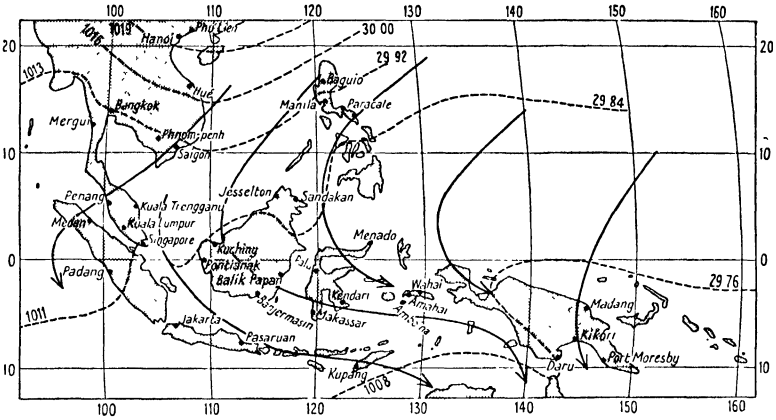 100
110
120
130
140
150
160
20
20
1016
1019
Hanoi
Phu Lien
30 00
29 92
1013
Hué
Baguio
Bangkok
Manila
Paracale
29 84
Mergui
Phnom-penh
Saigon
10
10
Penang
Kuala Trengganu
Jesselton
Sandakan
Medan
Kuala Lumpur
Singapore
Kuching
Menado
0
0
Pontianak
Palu
Padang
Balik Papan
Wahai
29 76
Kendari
Amahai
Ambona
Madang
1011
Banjermasin
Makassar
Jakarta
Kikori
Pasaruan
Daru
Port Moresby
10
10
Kupang
1008
100
110
120
130
140
150
160